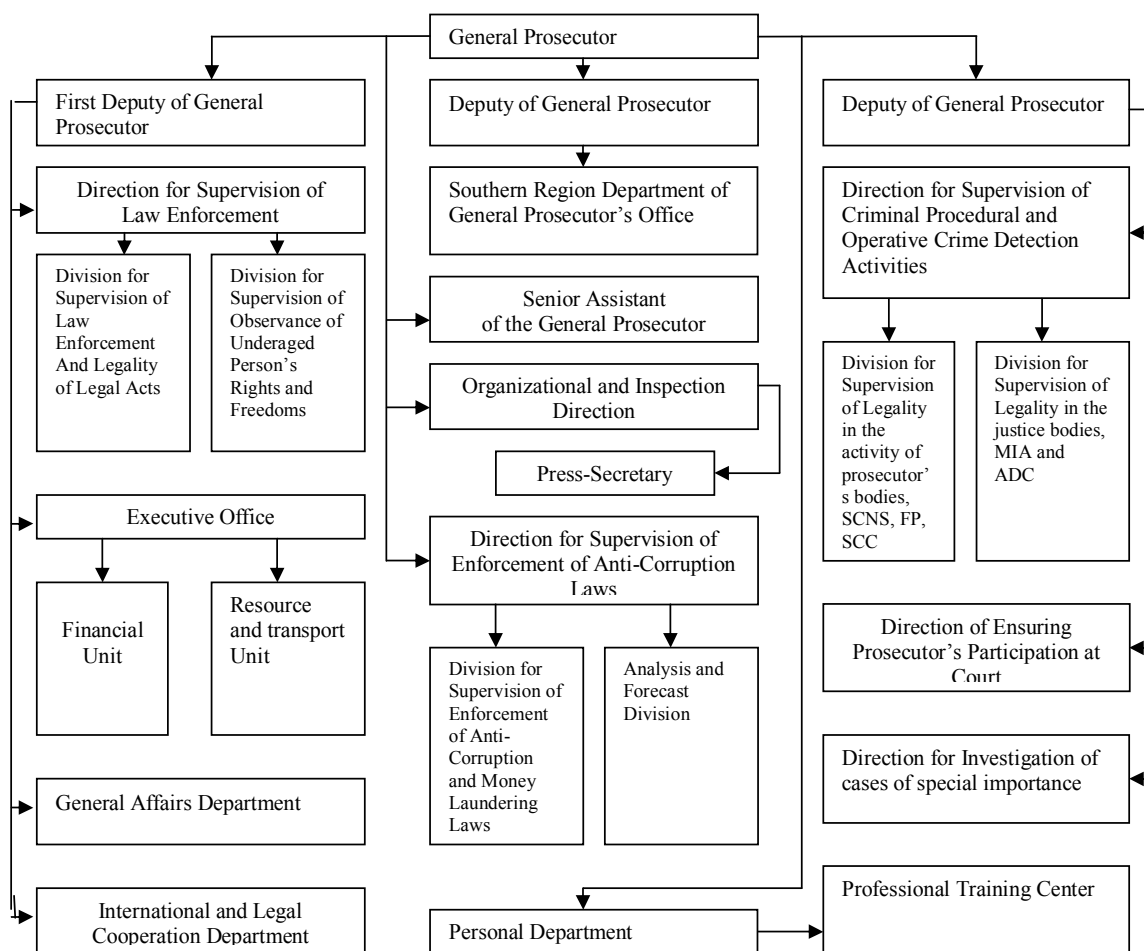 General Prosecutor
First Deputy of General
Prosecutor
Deputy of General Prosecutor
Deputy of General Prosecutor
Direction for Supervision of
Law Enforcement
Southern Region Department of
General Prosecutor's Office
Direction for Supervision of
Criminal Procedural and
Operative Crime Detection
Activities
Division for
Supervision of
Law
Enforcement
And Legality
of Legal Acts
Division for
Supervision of
Observance of
Underaged
Person's
Rights and
Freedoms
Senior Assistant
of the General Prosecutor
Organizational and Inspection
Direction
Press-Secretary
Division for
Supervision
of Legality
in the
activity of
prosecutor'
s bodies,
SCNS, FP,
SCC
Division for
Supervision of
Legality in the
justice bodies,
MIA and
ADC
Executive Office
Direction for Supervision of
Enforcement of Anti-Corruption
Laws
Financial
Unit
Resource
and transport
Unit
Division for
Supervision of
Enforcement
of Anti-
Corruption
and Money
Laundering
Laws
Analysis and
Forecast
Division
Direction of Ensuring
Prosecutor's Participation at
Court
Direction for Investigation of
cases of special importance
General Affairs Department
International and Legal
Cooperation Department
Personal Department
Professional Training Center